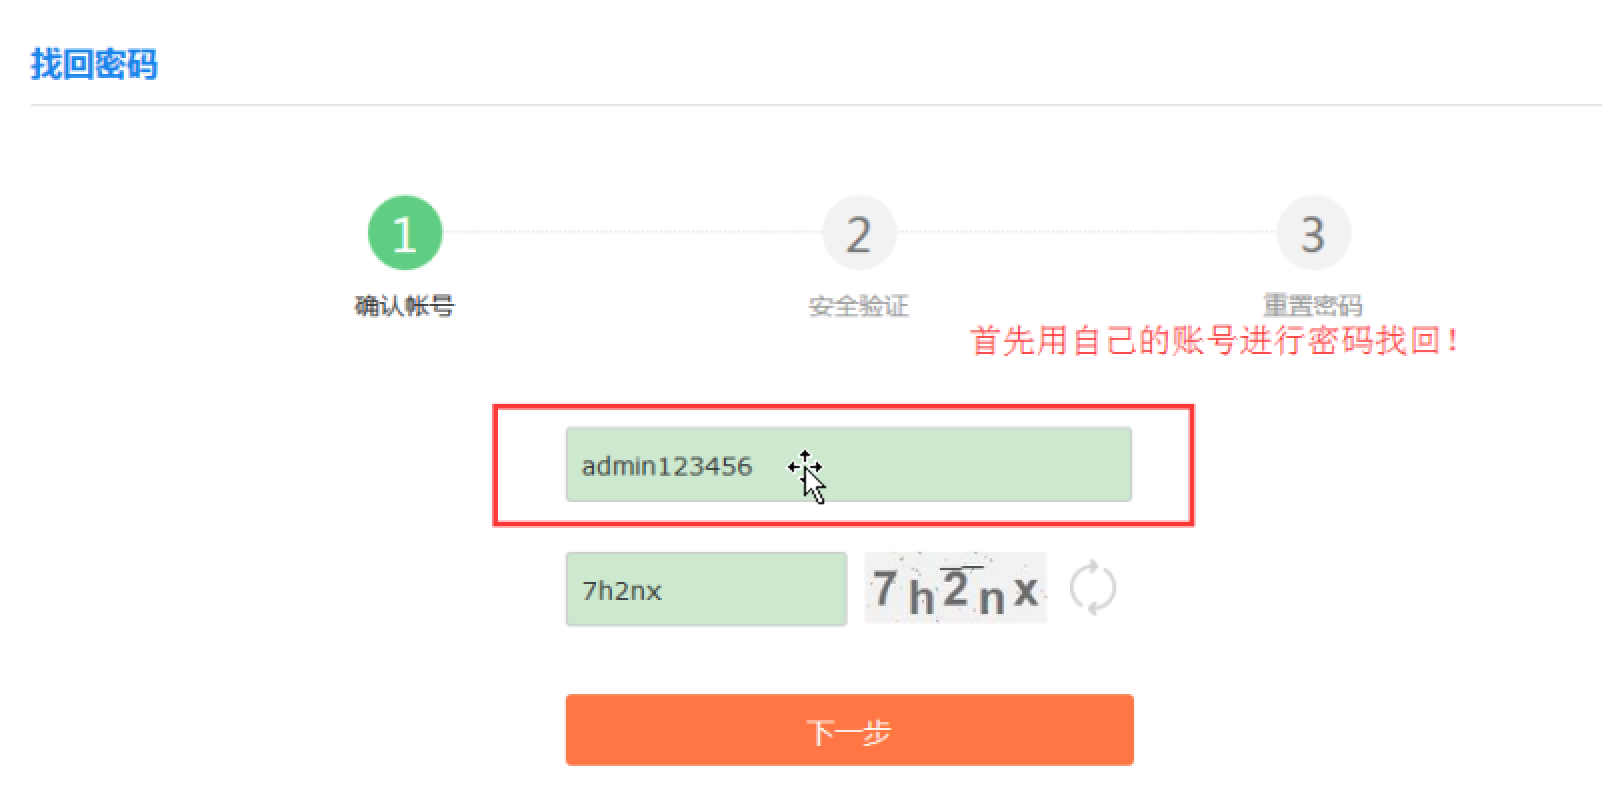 找回密码
1
2
3
确认帐号
安全验证
重置密码
首先用自己的账号进行密码找回！
admin123456
7h2nx
7h2nx
下一步